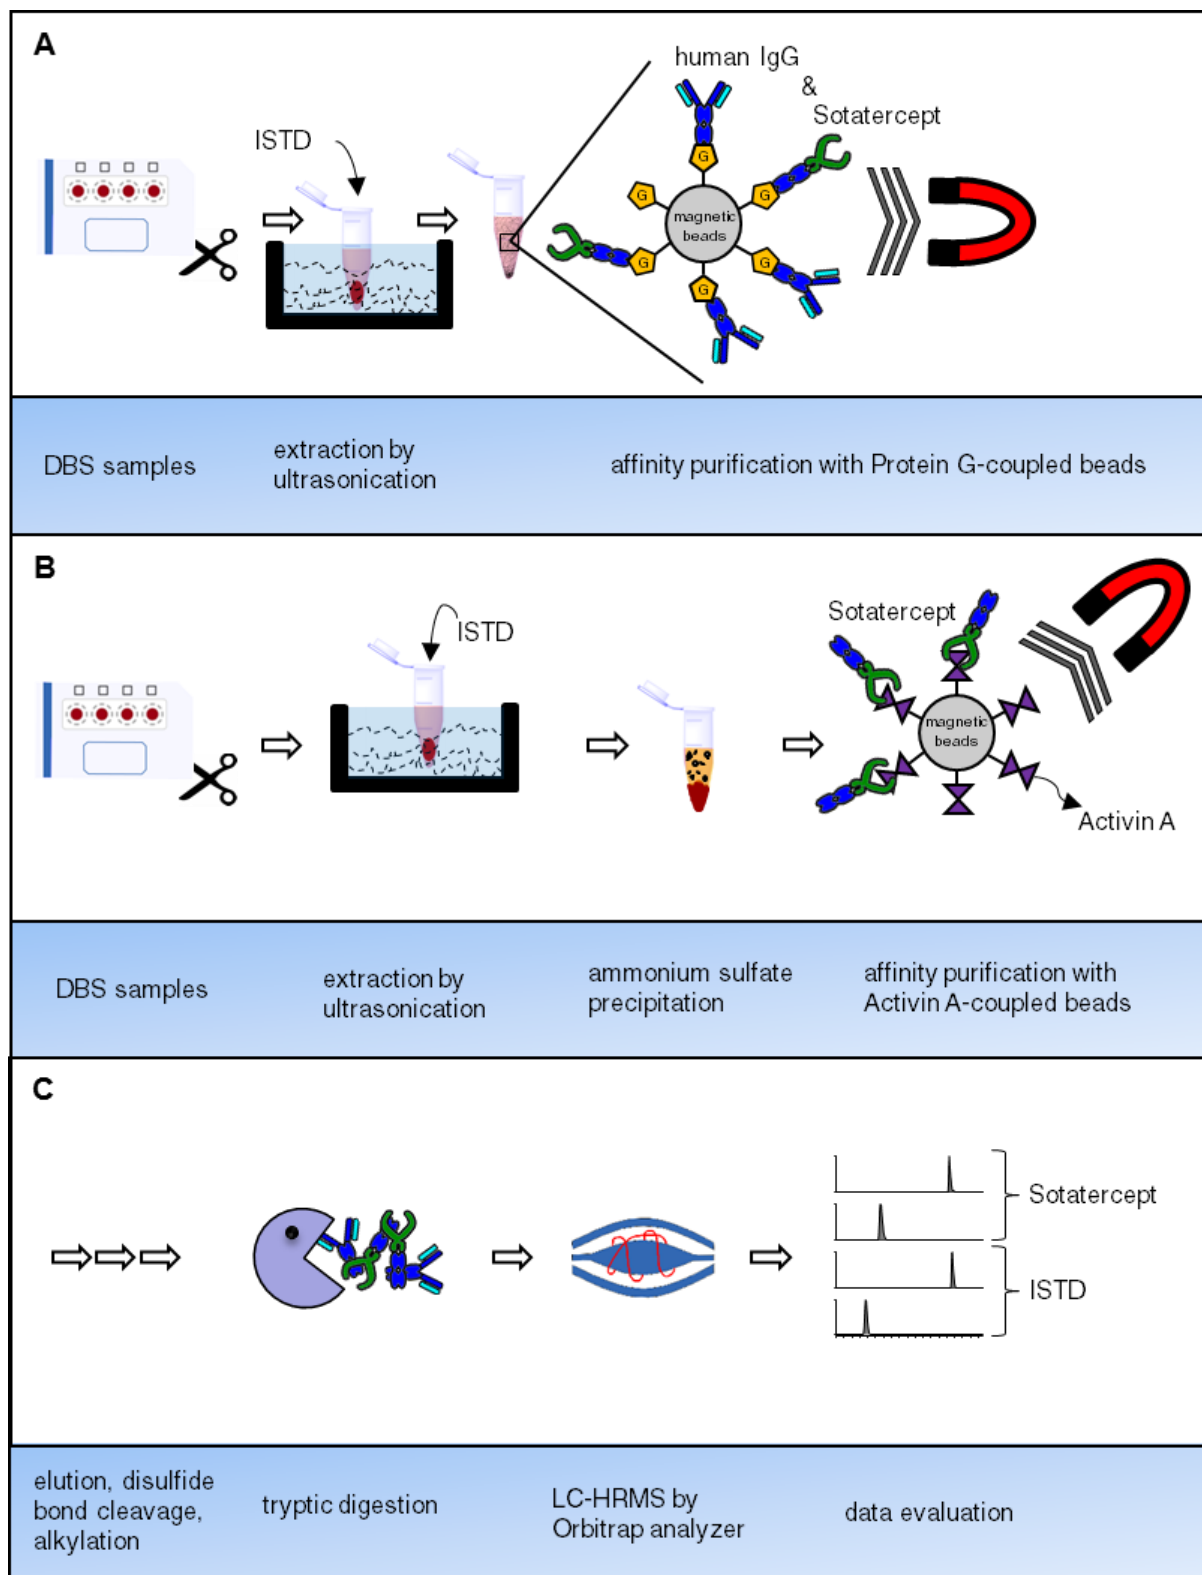 A
human IgG
&
Sotatercept
ISTD
G
G
G
G
G
G
magnetic
beads
DBS samples
extraction by
ultrasonication
affinity purification with Protein G-coupled beads
B
Sotatercept
ISTD
magnetic
beads
Activin A
DBS samples
extraction by
ultrasonication
ammonium sulfate
precipitation
affinity purification with
Activin A-coupled beads
C
Sotatercept
ISTD
elution, disulfide
bond cleavage,
alkylation
tryptic digestion
LC-HRMS by
Orbitrap analyzer
data evaluation